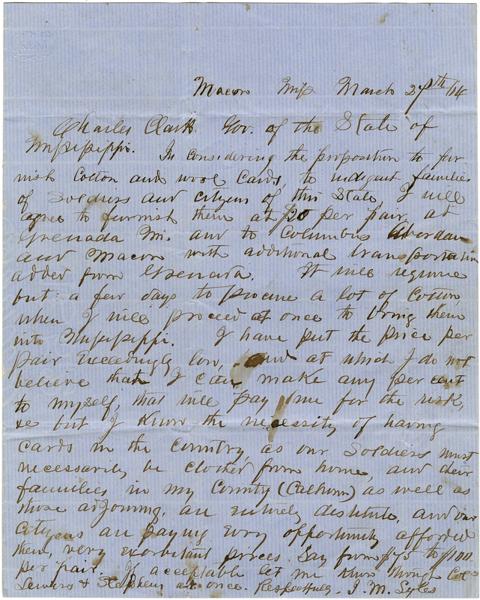 Macon Miss March 27th /64
Charles Clark Gov. of the State of
Mississippi. In considering the proposition to fur
nish Cotton and wool Cards to indigent families
of Soldiers and citizens of this State I will
agree to furnish them at $30 per pair, at
Grenada Mi. and to Columbus Aberdeen
and Macon with additional transportation
added from Grenada. It will require
but a few days to procure a lot of Cotton
when I will proceed at once to bring them
into Mississippi. I have put the price per
pair Exceedingly low, and at which I do not
believe that I can make any per cent
to myself, that will pay me for the risk,
&c but I know the necessity of having
cards in the Country, as our Soldiers must
necessarily be clothed from home, and their
families in my County (Calhoun) as well as
those adjoining, are entirely destitute, and our
Citizens are paying every opportunity afforded
them, very exorbitant prices. Say from to $100
per pair. If acceptable let me know through Col
& Stephens at once. Respectfully. J. M. Lyles